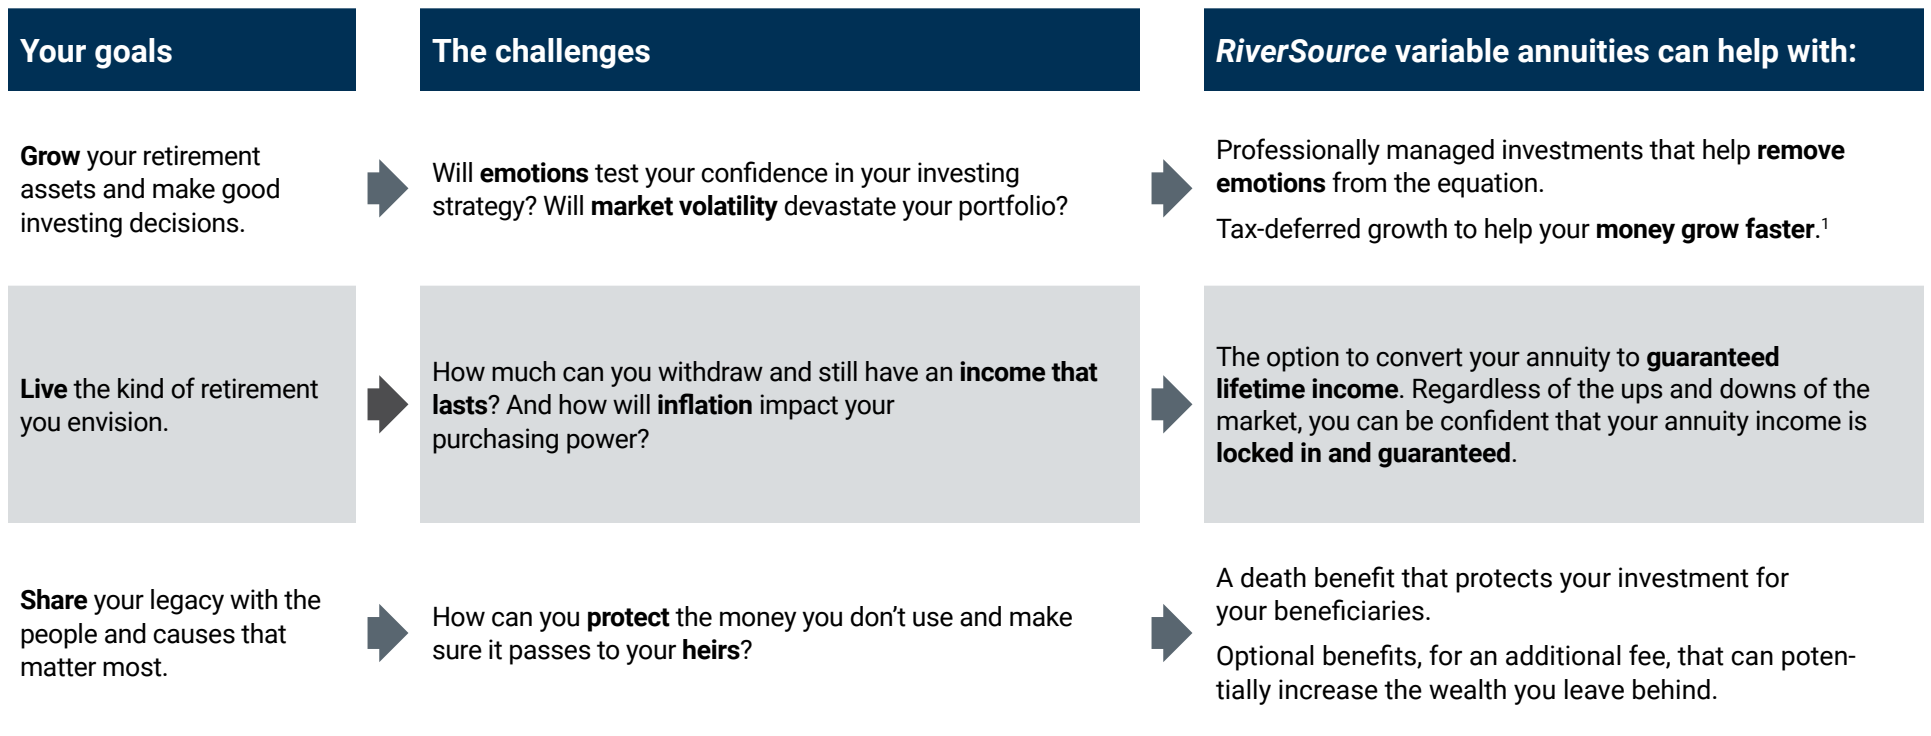 Your goals
The challenges
RiverSource variable annuities can help with:
Grow your retirement
assets and make good
investing decisions.
Will emotions test your confidence in your investing
strategy? Will market volatility devastate your portfolio?
Professionally managed investments that help remove
emotions from the equation.
Tax-deferred growth to help your money grow faster.¹
Live the kind of retirement
you envision.
How much can you withdraw and still have an income that
lasts? And how will inflation impact your
purchasing power?
The option to convert your annuity to guaranteed
lifetime income. Regardless of the ups and downs of the
market, you can be confident that your annuity income is
locked in and guaranteed.
Share your legacy with the
people and causes that
matter most.
How can you protect the money you don’t use and make
sure it passes to your heirs?
A death benefit that protects your investment for
your beneficiaries.
Optional benefits, for an additional fee, that can poten-
tially increase the wealth you leave behind.